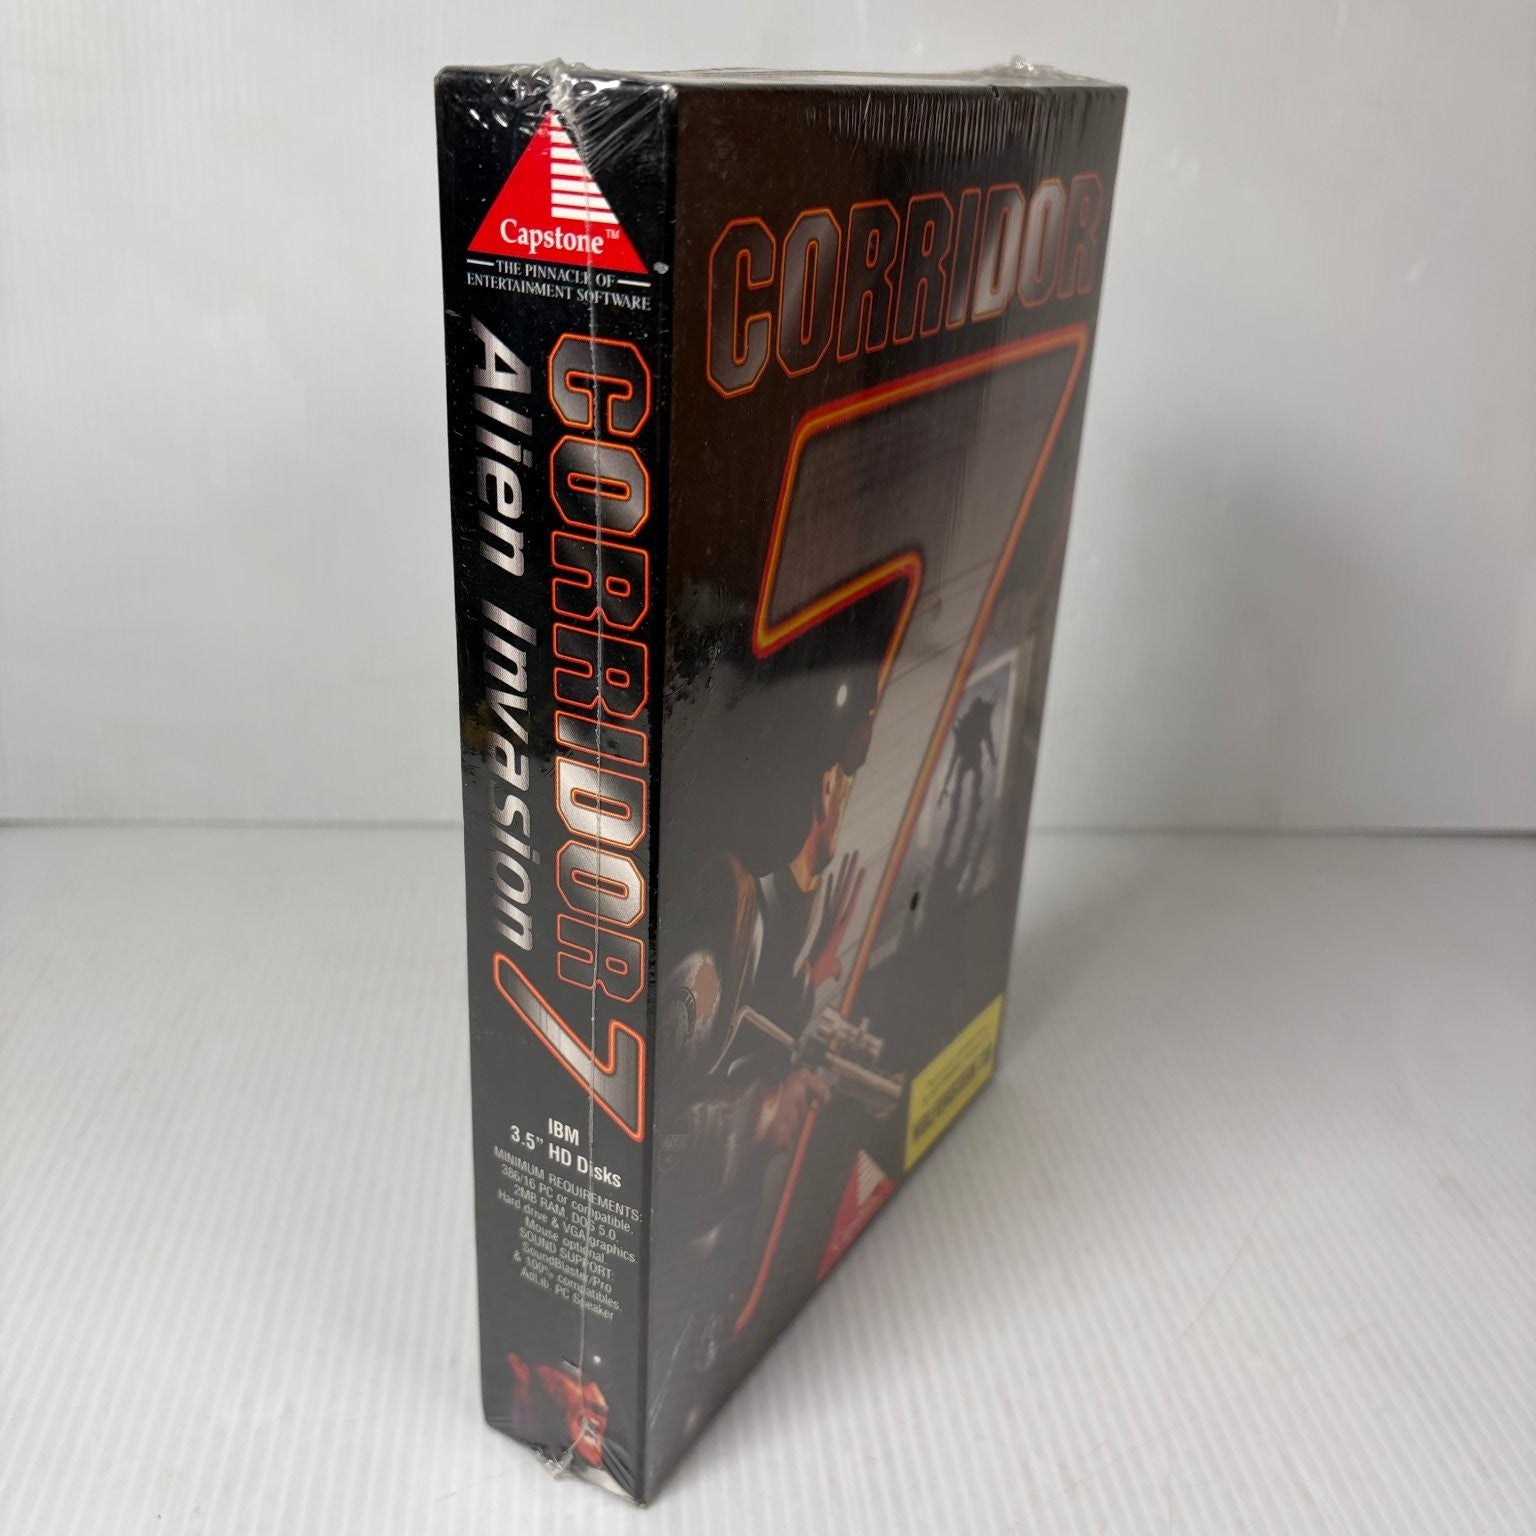 Capstone™
THE PINNACLE OF
ENTERTAINMENT SOFTWARE
CORRIDOR 7
Alien Invasion
IBM
3.5" HD Disks
MINIMUM REQUIREMENTS:
386/16 PC or compatible,
2MB RAM, DOS 5.0,
Hard drive & VGA graphics
Mouse optional
SOUND SUPPORT:
SoundBlaster/Pro
& 100% compatibles,
AdLib, PC Speaker
CORRIDOR
7